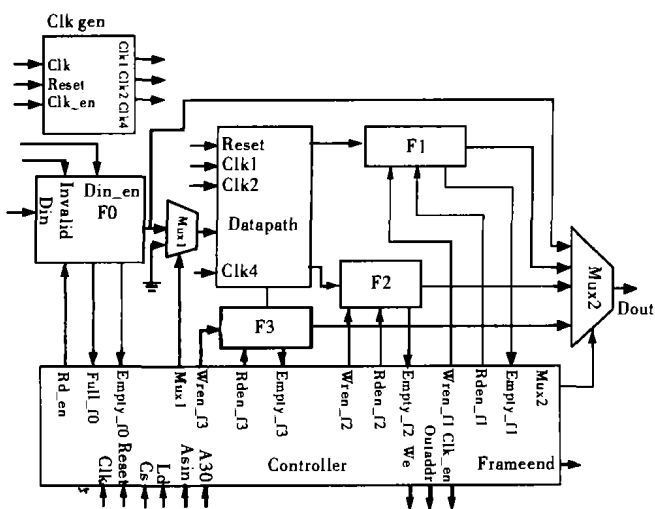 Clk gen
Clk
Reset
Clk_en
Clk1
Clk2
Clk4
Invalid
Din
Din_en
F0
Mux1
Reset
Clk1
Clk2
Datapath
Clk4
F1
F2
F3
Mux2
Dout
Rd_en
Full_f0
Empty_f0
Mux1
Wren_f3
Rden_f3
Empty_f3
Wren_f2
Rden_f2
Empty_f2
Wren_f1
Rden_f1
Empty_f1
Mux2
Clk
Reset
Cs
Ld
Asin
A30
Controller
We
Outaddr
Clk_en
Frameend